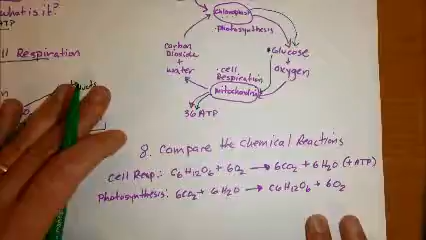 what is it?
ATP
Cell Respiration
chloroplast
photosynthesis
carbon
Dioxide
+
water
Glucose
+
oxygen
cell
Respiration
mitochondria
36 ATP
8. Compare the Chemical Reactions
Cell Resp.: C6H12O6 + 6O2 → 6CO2 + 6H2O (+ATP)
Photosynthesis: 6CO2 + 6H2O → C6H12O6 + 6O2